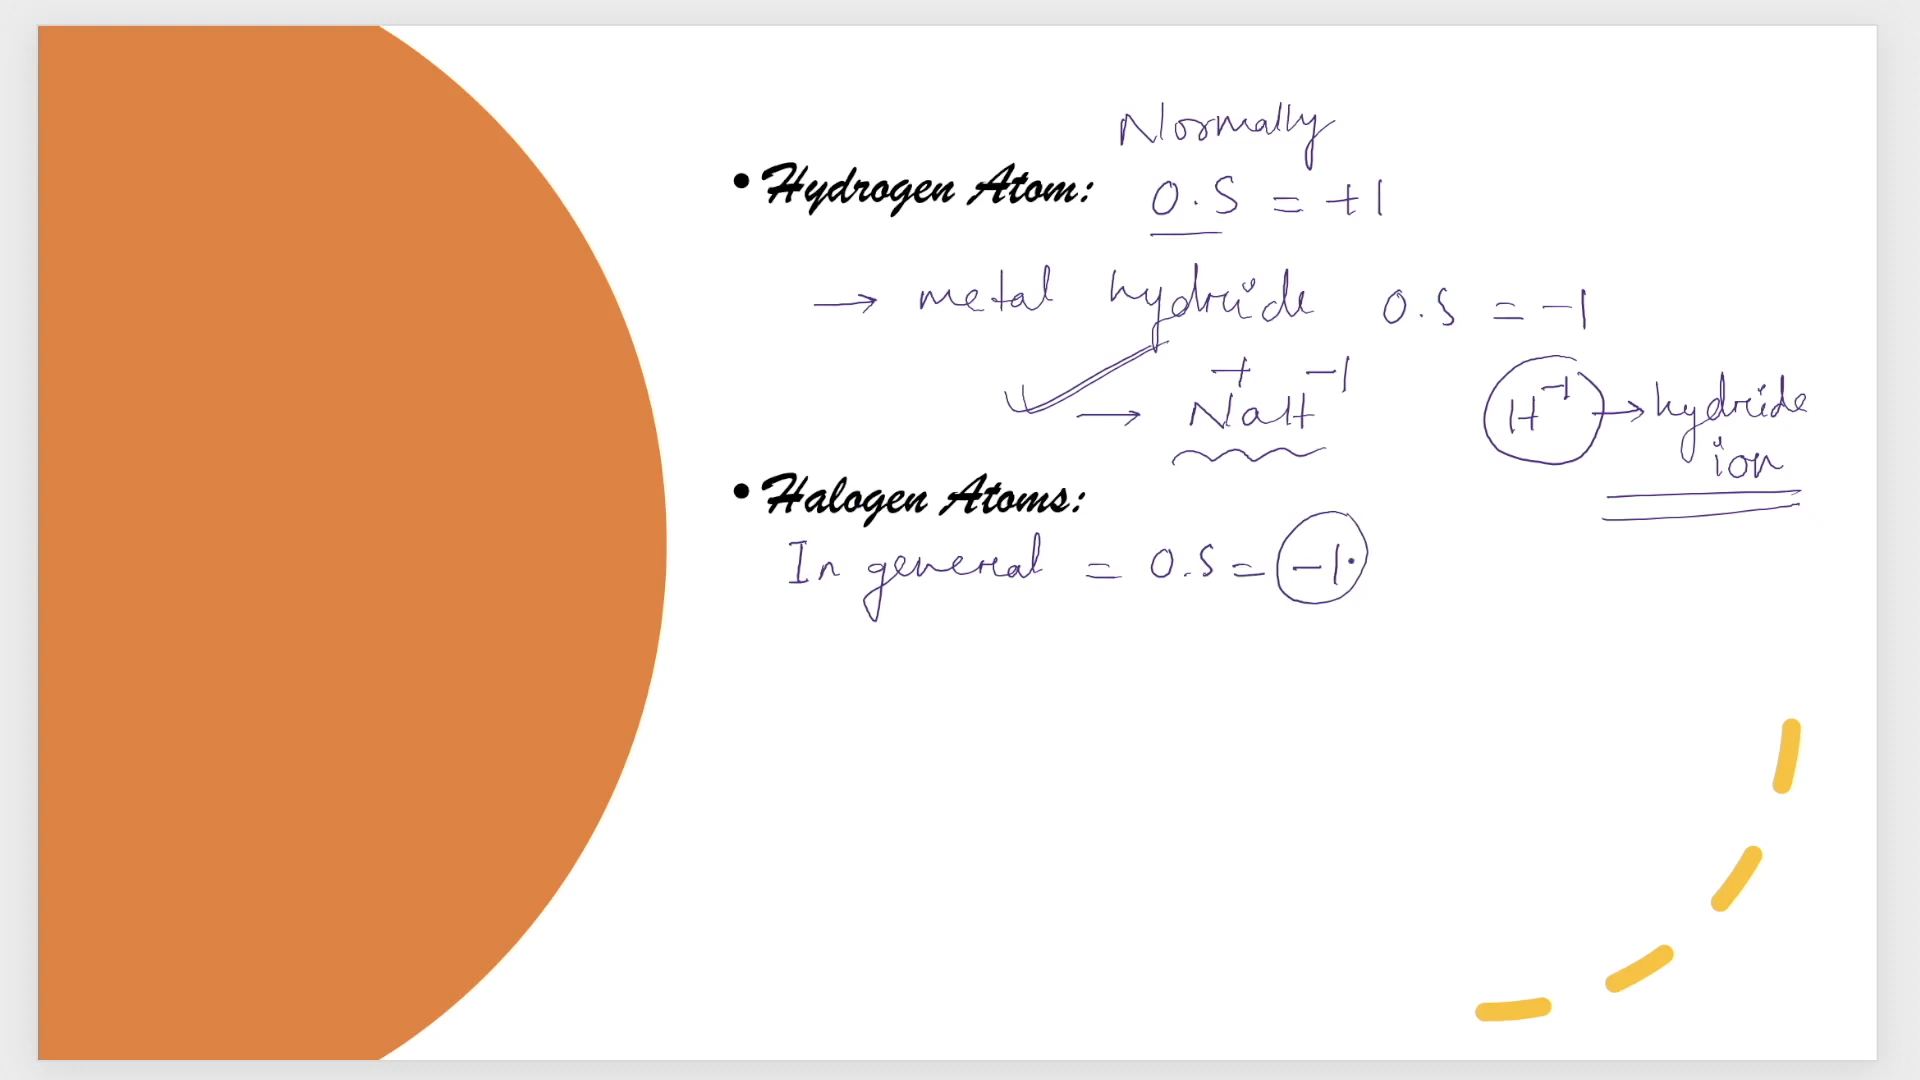 Normally
• Hydrogen Atom: O.S = +1
→ metal hydride O.S = -1
+ -1
→ NaH H⁻¹ → hydride
ion
• Halogen Atoms:
In general = O.S = -1.